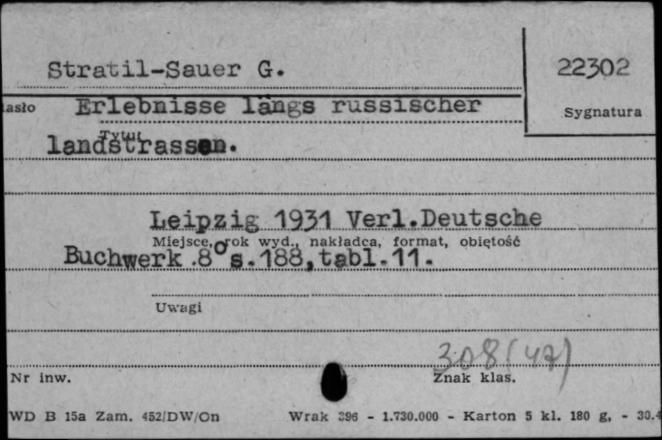 Stratil-Sauer G.
22302
asło
Erlebnisse längs russischer
Sygnatura
Tytuł
landstrassen.
Leipzig 1931 Verl.Deutsche
Miejsce, rok wyd., nakładca, format, objętość
Buchwerk 8° s.188,tabl.11.
Uwagi
308(47)
Nr inw.
Znak klas.
WD B 15a Zam. 452/DW/On
Wrak 396 - 1.730.000 - Karton 5 kl. 180 g, - 30.4